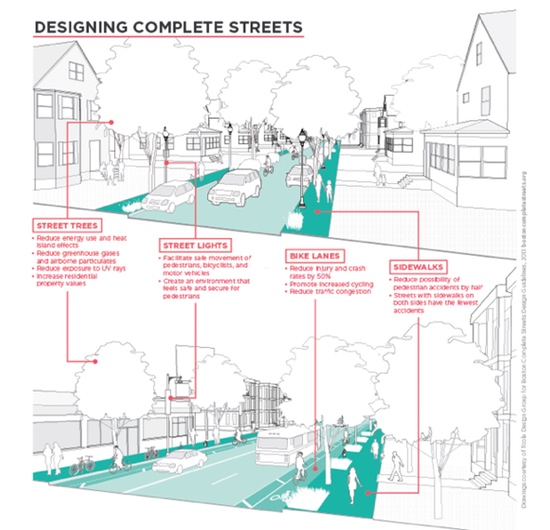 DESIGNING COMPLETE STREETS
STREET TREES
• Reduce energy use and heat
island effects
• Reduce greenhouse gases
and airborne particulates
• Reduce exposure to UV rays
• Increase residential
property values
STREET LIGHTS
• Facilitate safe movement of
pedestrians, bicyclists, and
motor vehicles
• Create an environment that
feels safe and secure for
pedestrians
BIKE LANES
• Reduce injury and crash
rates by 50%
• Promote increased cycling
• Reduce traffic congestion
SIDEWALKS
• Reduce possibility of
pedestrian accidents by half
• Streets with sidewalks on
both sides have the fewest
accidents
Drawings courtesy of Toole Design Group for Boston Complete Streets Design Guidelines, 2013 bostoncompletestreets.org